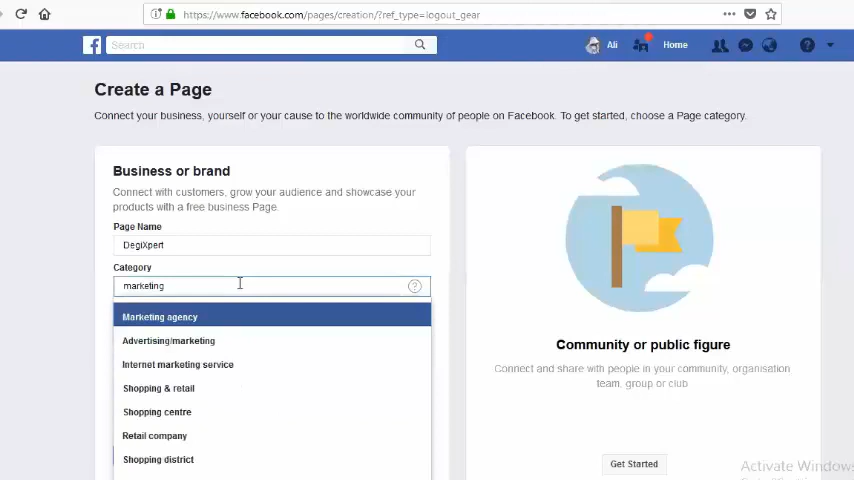 https://www.facebook.com/pages/creation/?ref_type=logout_gear
Search
Ali
Home
Create a Page
Connect your business, yourself or your cause to the worldwide community of people on Facebook. To get started, choose a Page category.
Business or brand
Connect with customers, grow your audience and showcase your
products with a free business Page.
Page Name
DegiXpert
Category
marketing
Marketing agency
Advertising/marketing
Internet marketing service
Shopping & retail
Shopping centre
Retail company
Shopping district
Community or public figure
Connect and share with people in your community, organisation
team, group or club
Get Started
Activate Windows